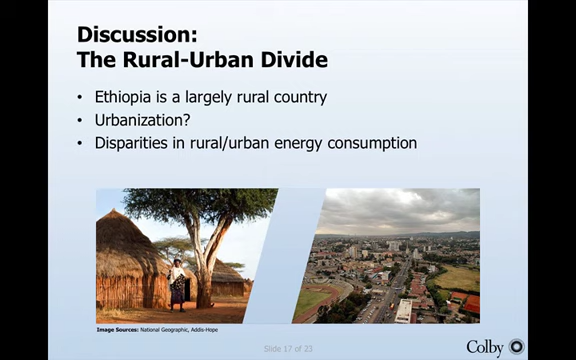 Discussion:
The Rural-Urban Divide
• Ethiopia is a largely rural country
• Urbanization?
• Disparities in rural/urban energy consumption
Image Sources: National Geographic, Addis-Hope
Slide 17 of 23
Colby